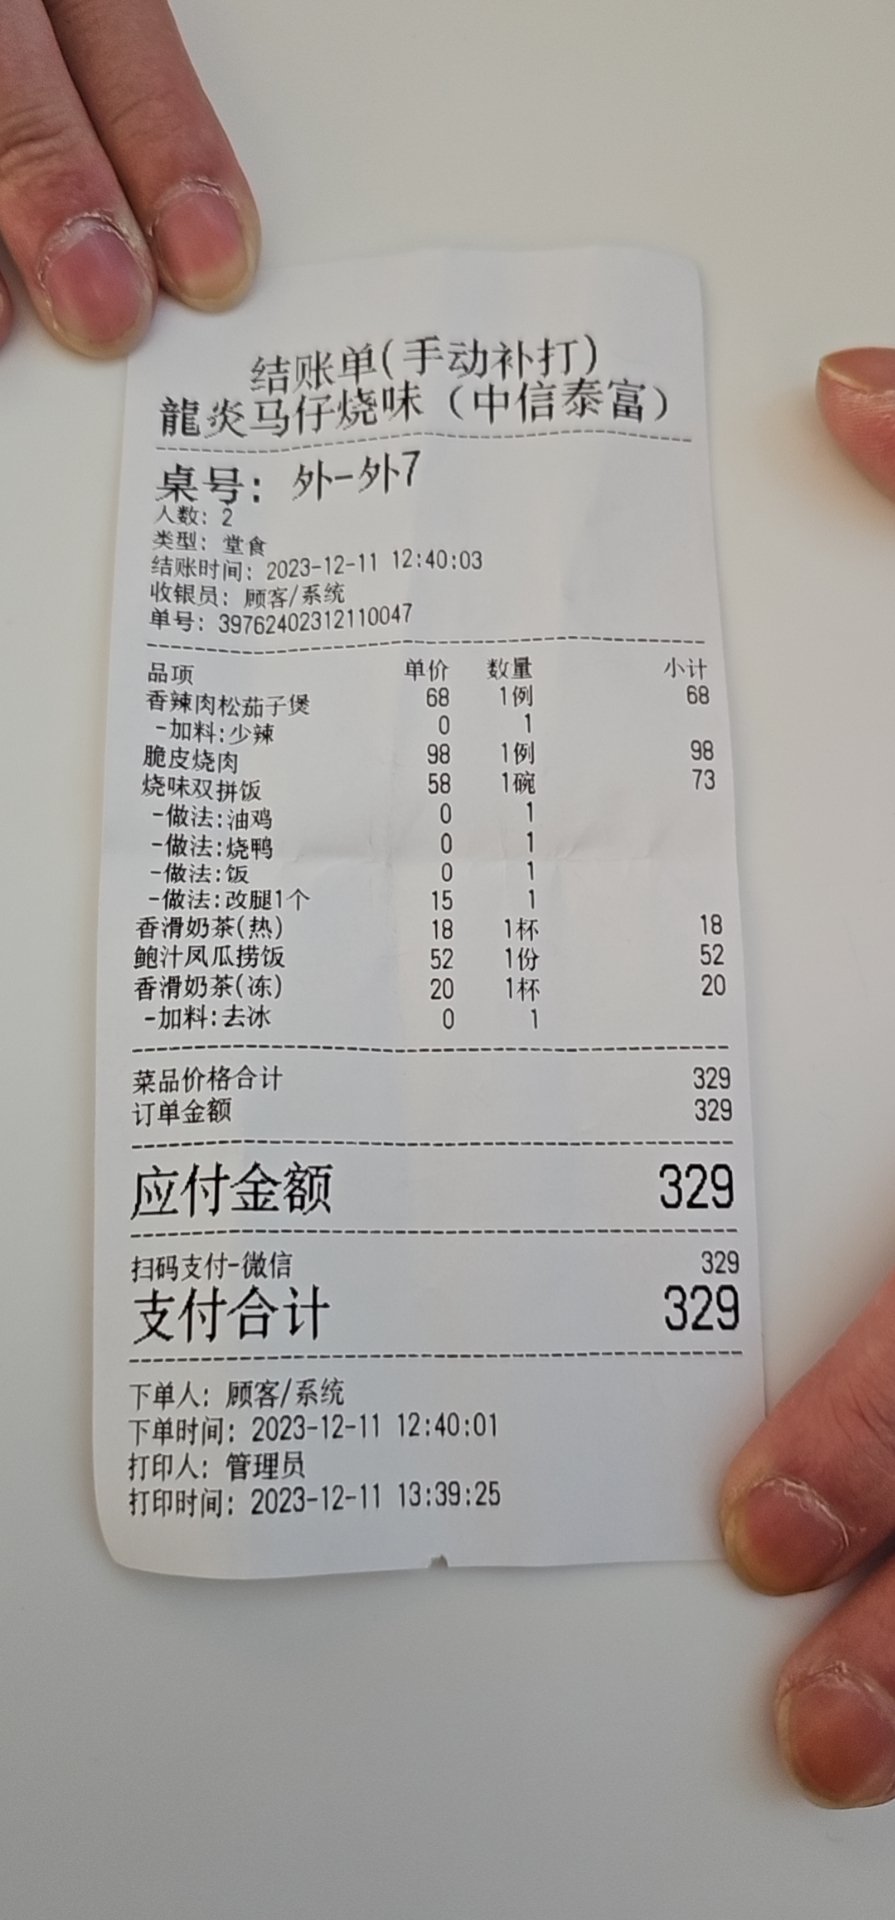 结账单(手动补打)
龍炎马仔烧味（中信泰富）
桌号: 外-外7
人数: 2
类型: 堂食
结账时间: 2023-12-11 12:40:03
收银员: 顾客/系统
单号: 39762402312110047
品项 单价 数量 小计
香辣肉松茄子煲 68 1例 68
-加料:少辣 0 1
脆皮烧肉 98 1例 98
烧味双拼饭 58 1碗 73
-做法:油鸡 0 1
-做法:烧鸭 0 1
-做法:饭 0 1
-做法:改腿1个 15 1
香滑奶茶(热) 18 1杯 18
鲍汁凤瓜捞饭 52 1份 52
香滑奶茶(冻) 20 1杯 20
-加料:去冰 0 1
菜品价格合计 329
订单金额 329
应付金额 329
扫码支付-微信 329
支付合计 329
下单人: 顾客/系统
下单时间: 2023-12-11 12:40:01
打印人: 管理员
打印时间: 2023-12-11 13:39:25